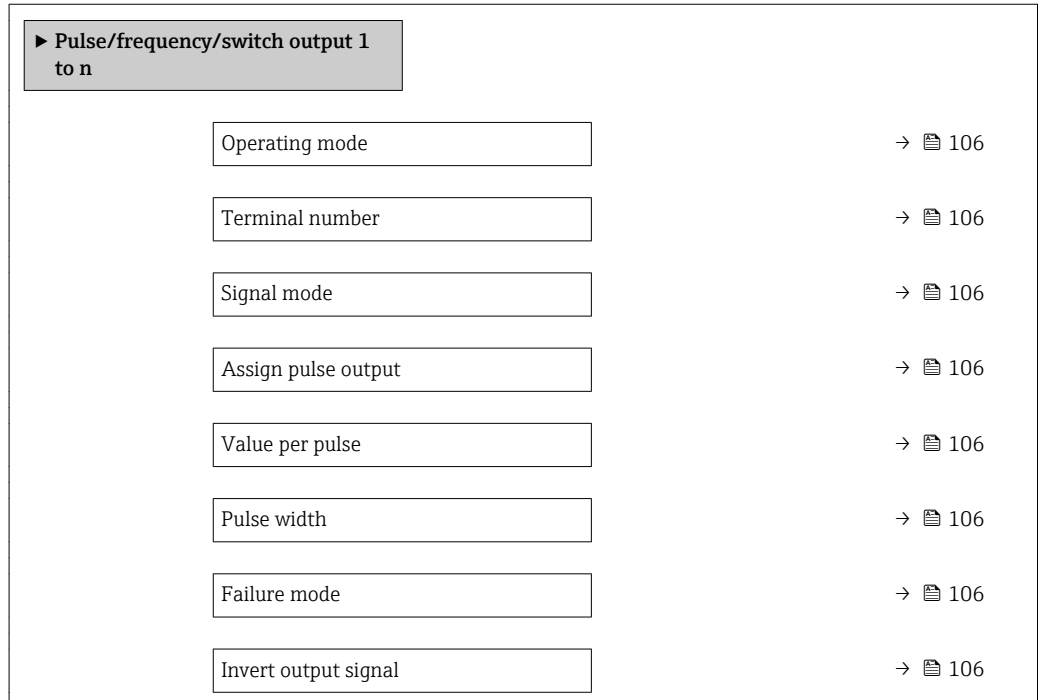 ▶ Pulse/frequency/switch output 1
to n
Operating mode → 106
Terminal number → 106
Signal mode → 106
Assign pulse output → 106
Value per pulse → 106
Pulse width → 106
Failure mode → 106
Invert output signal → 106